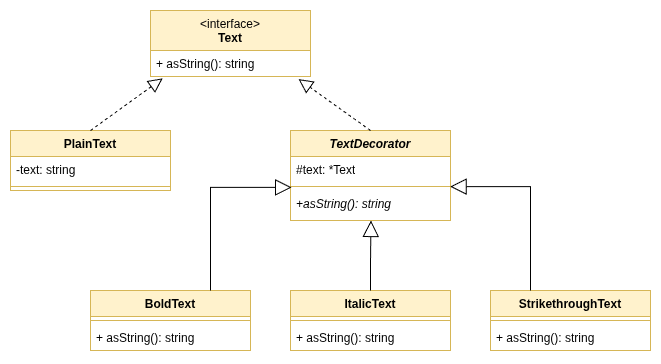 <interface>
Text
+ asString(): string
PlainText
-text: string
TextDecorator
#text: *Text
+asString(): string
BoldText
+ asString(): string
ItalicText
+ asString(): string
StrikethroughText
+ asString(): string